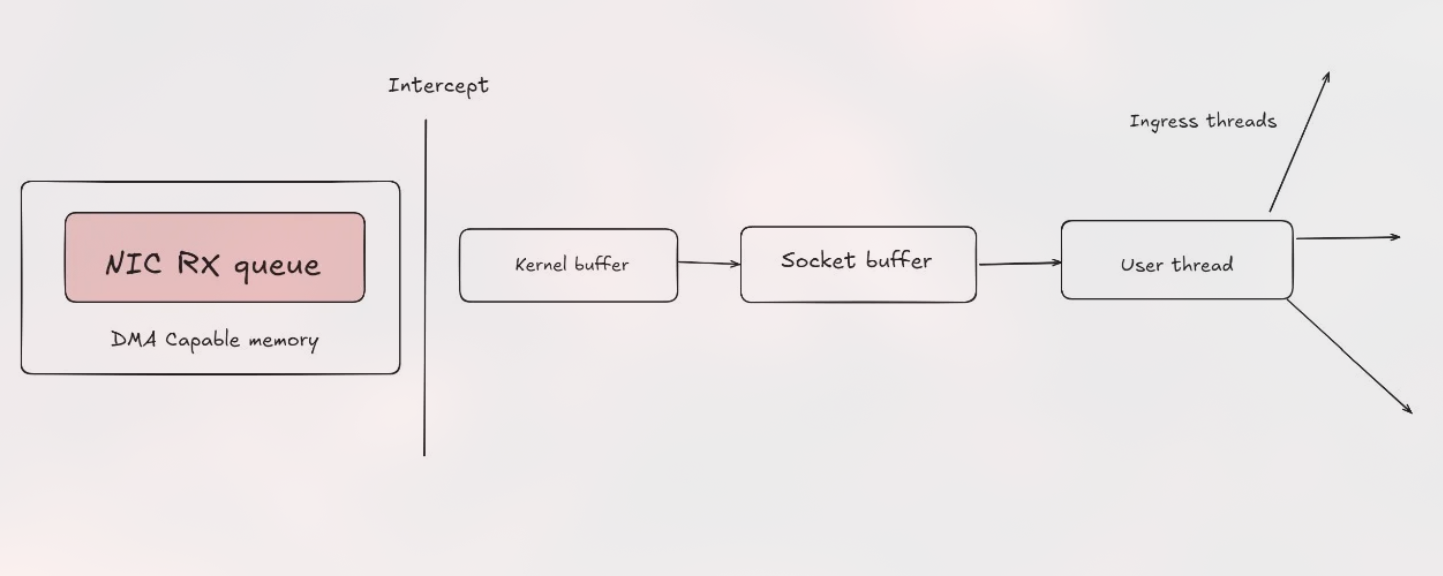 Intercept
Ingress threads
NIC RX queue
DMA Capable memory
Kernel buffer
Socket buffer
User thread